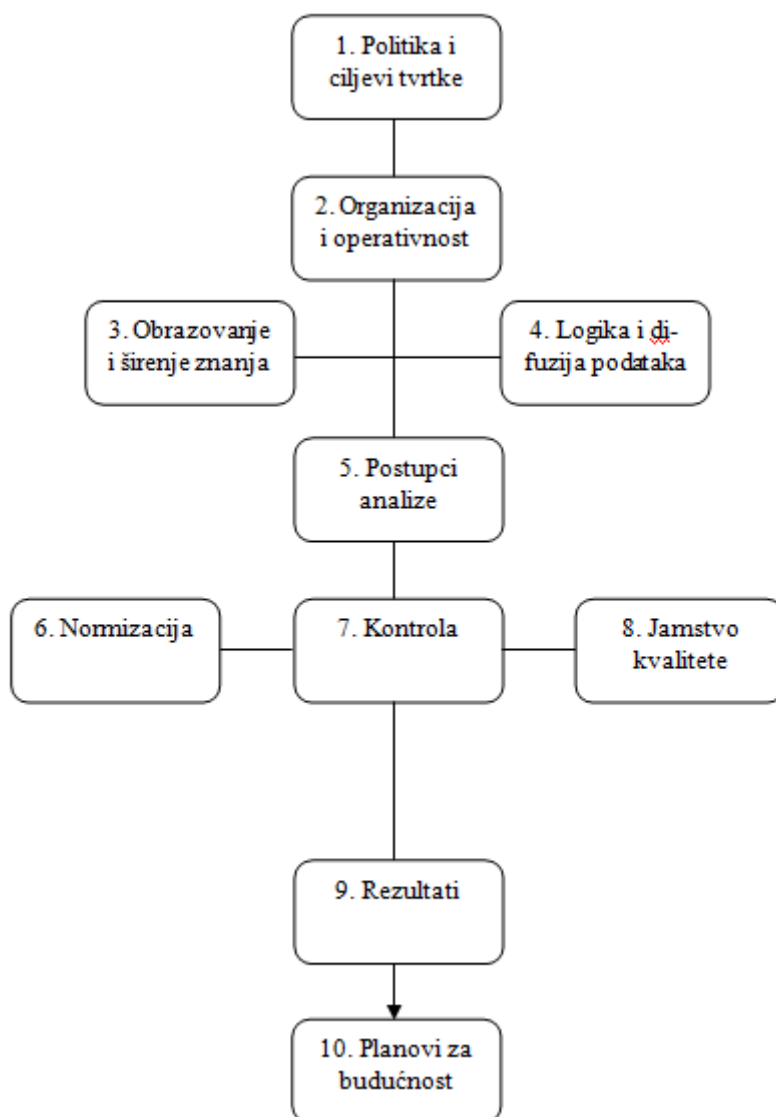 1. Politika i
ciljevi tvrtke
2. Organizacija
i operativnost
3. Obrazovanje
i širenje znanja
4. Logika i di-
fuzija podataka
5. Postupci
analize
6. Normizacija
7. Kontrola
8. Jamstvo
kvalitete
9. Rezultati
10. Planovi za
budućnost